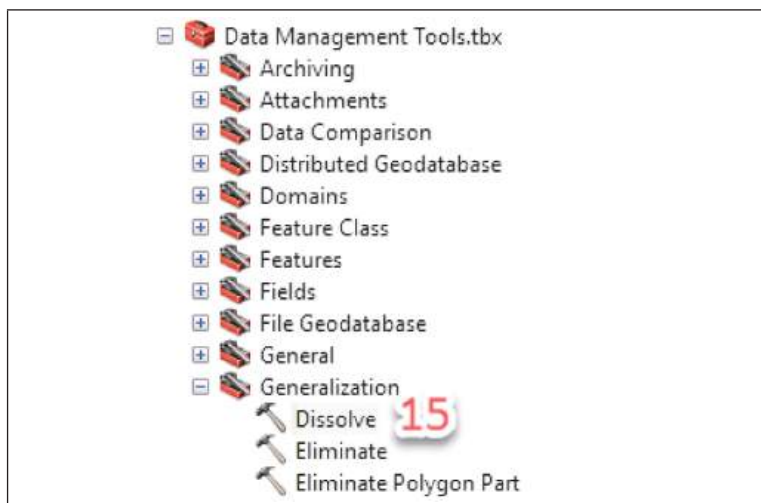 Data Management Tools.tbx
Archiving
Attachments
Data Comparison
Distributed Geodatabase
Domains
Feature Class
Features
Fields
File Geodatabase
General
Generalization
Dissolve 15
Eliminate
Eliminate Polygon Part